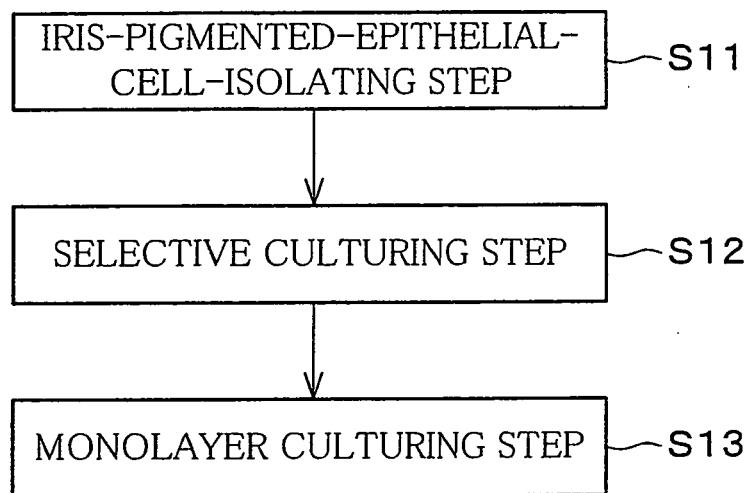 IRIS-PIGMENTED-EPITHELIAL-
CELL-ISOLATING STEP
S11
SELECTIVE CULTURING STEP
S12
MONOLAYER CULTURING STEP
S13